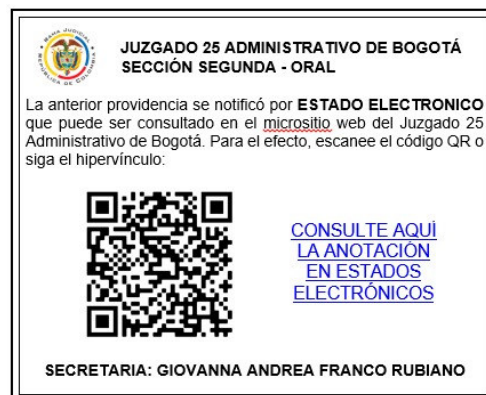 JUZGADO 25 ADMINISTRATIVO DE BOGOTÁ
SECCIÓN SEGUNDA - ORAL
La anterior providencia se notificó por ESTADO ELECTRONICO
que puede ser consultado en el micrositio web del Juzgado 25
Administrativo de Bogotá. Para el efecto, escanee el código QR o
siga el hipervínculo:
CONSULTE AQUÌ
LA ANOTACIÓN
EN ESTADOS
ELECTRÓNICOS
SECRETARIA: GIOVANNA ANDREA FRANCO RUBIANO